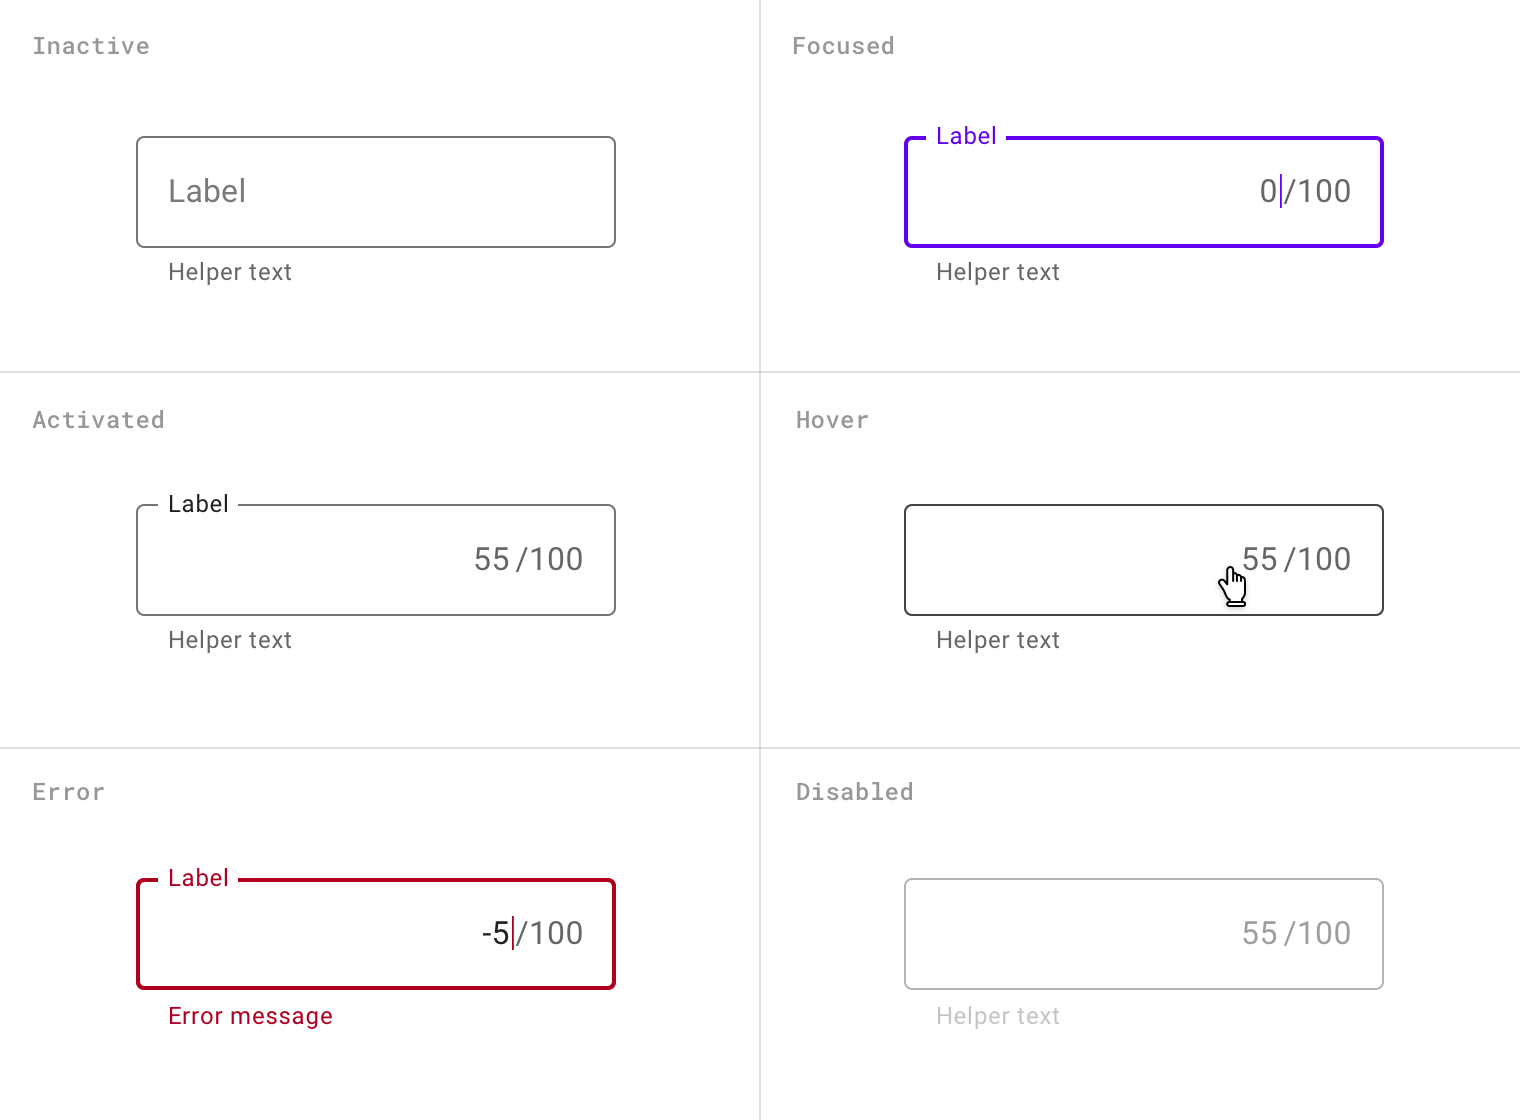 Inactive
Label
Helper text
Focused
Label
0/100
Helper text
Activated
Label
55 /100
Helper text
Hover
55 /100
Helper text
Error
Label
-5/100
Error message
Disabled
55 /100
Helper text